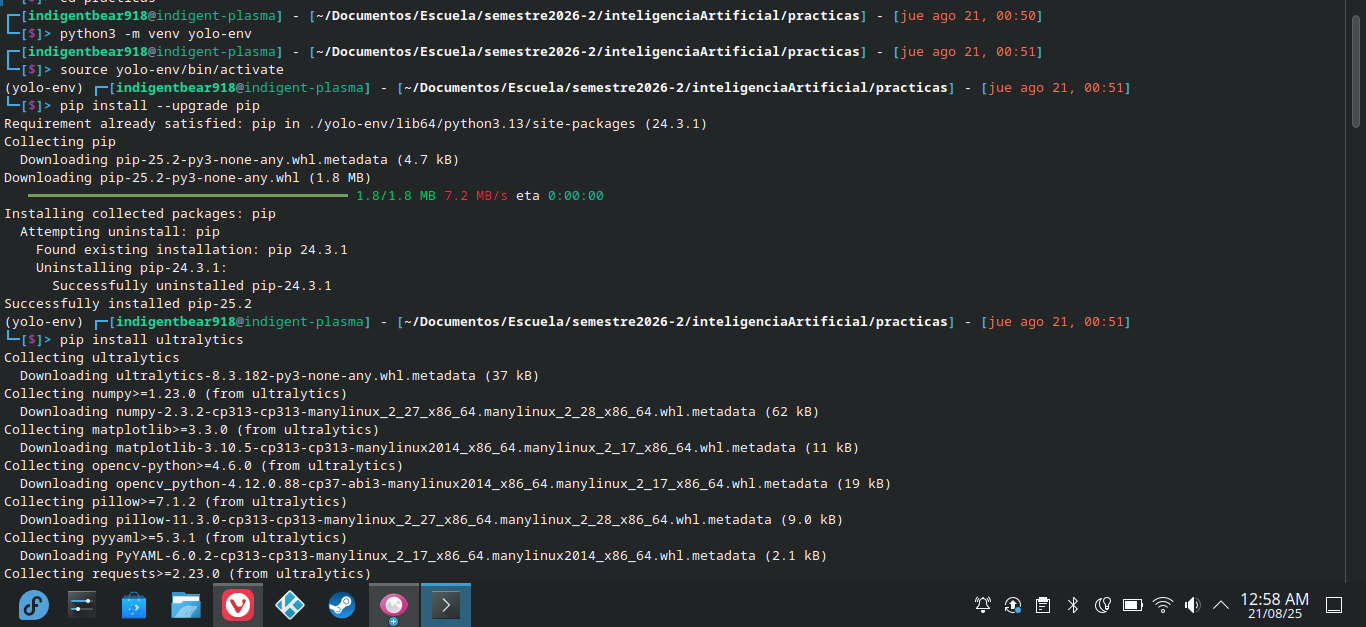 [$]> cd practicas
[indigentbear918@indigent-plasma] - [~/Documentos/Escuela/semestre2026-2/inteligenciaArtificial/practicas] - [jue ago 21, 00:50]
[$]> python3 -m venv yolo-env
[indigentbear918@indigent-plasma] - [~/Documentos/Escuela/semestre2026-2/inteligenciaArtificial/practicas] - [jue ago 21, 00:51]
[$]> source yolo-env/bin/activate
(yolo-env) [indigentbear918@indigent-plasma] - [~/Documentos/Escuela/semestre2026-2/inteligenciaArtificial/practicas] - [jue ago 21, 00:51]
[$]> pip install --upgrade pip
Requirement already satisfied: pip in ./yolo-env/lib64/python3.13/site-packages (24.3.1)
Collecting pip
  Downloading pip-25.2-py3-none-any.whl.metadata (4.7 kB)
Downloading pip-25.2-py3-none-any.whl (1.8 MB)
1.8/1.8 MB 7.2 MB/s eta 0:00:00
Installing collected packages: pip
  Attempting uninstall: pip
    Found existing installation: pip 24.3.1
    Uninstalling pip-24.3.1:
      Successfully uninstalled pip-24.3.1
Successfully installed pip-25.2
(yolo-env) [indigentbear918@indigent-plasma] - [~/Documentos/Escuela/semestre2026-2/inteligenciaArtificial/practicas] - [jue ago 21, 00:51]
[$]> pip install ultralytics
Collecting ultralytics
  Downloading ultralytics-8.3.182-py3-none-any.whl.metadata (37 kB)
Collecting numpy>=1.23.0 (from ultralytics)
  Downloading numpy-2.3.2-cp313-cp313-manylinux_2_27_x86_64.manylinux_2_28_x86_64.whl.metadata (62 kB)
Collecting matplotlib>=3.3.0 (from ultralytics)
  Downloading matplotlib-3.10.5-cp313-cp313-manylinux2014_x86_64.manylinux_2_17_x86_64.whl.metadata (11 kB)
Collecting opencv-python>=4.6.0 (from ultralytics)
  Downloading opencv_python-4.12.0.88-cp37-abi3-manylinux2014_x86_64.manylinux_2_17_x86_64.whl.metadata (19 kB)
Collecting pillow>=7.1.2 (from ultralytics)
  Downloading pillow-11.3.0-cp313-cp313-manylinux_2_27_x86_64.manylinux_2_28_x86_64.whl.metadata (9.0 kB)
Collecting pyyaml>=5.3.1 (from ultralytics)
  Downloading PyYAML-6.0.2-cp313-cp313-manylinux_2_17_x86_64.manylinux2014_x86_64.whl.metadata (2.1 kB)
Collecting requests>=2.23.0 (from ultralytics)
12:58 AM
21/08/25